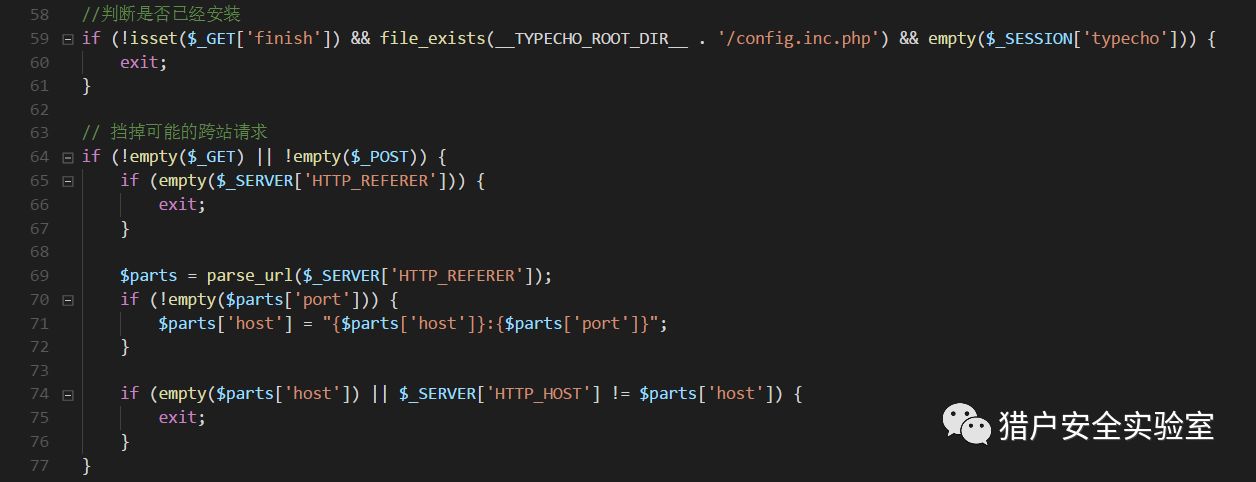 58 //判断是否已经安装
59 if (!isset($_GET['finish']) && file_exists(__TYPECHO_ROOT_DIR__ . '/config.inc.php') && empty($_SESSION['typecho'])) {
60     exit;
61 }
62
63 // 挡掉可能的跨站请求
64 if (!empty($_GET) || !empty($_POST)) {
65     if (empty($_SERVER['HTTP_REFERER'])) {
66         exit;
67     }
68
69     $parts = parse_url($_SERVER['HTTP_REFERER']);
70     if (!empty($parts['port'])) {
71         $parts['host'] = "{$parts['host']}:{$parts['port']}";
72     }
73
74     if (empty($parts['host']) || $_SERVER['HTTP_HOST'] != $parts['host']) {
75         exit;
76     }
77 }
猎户安全实验室